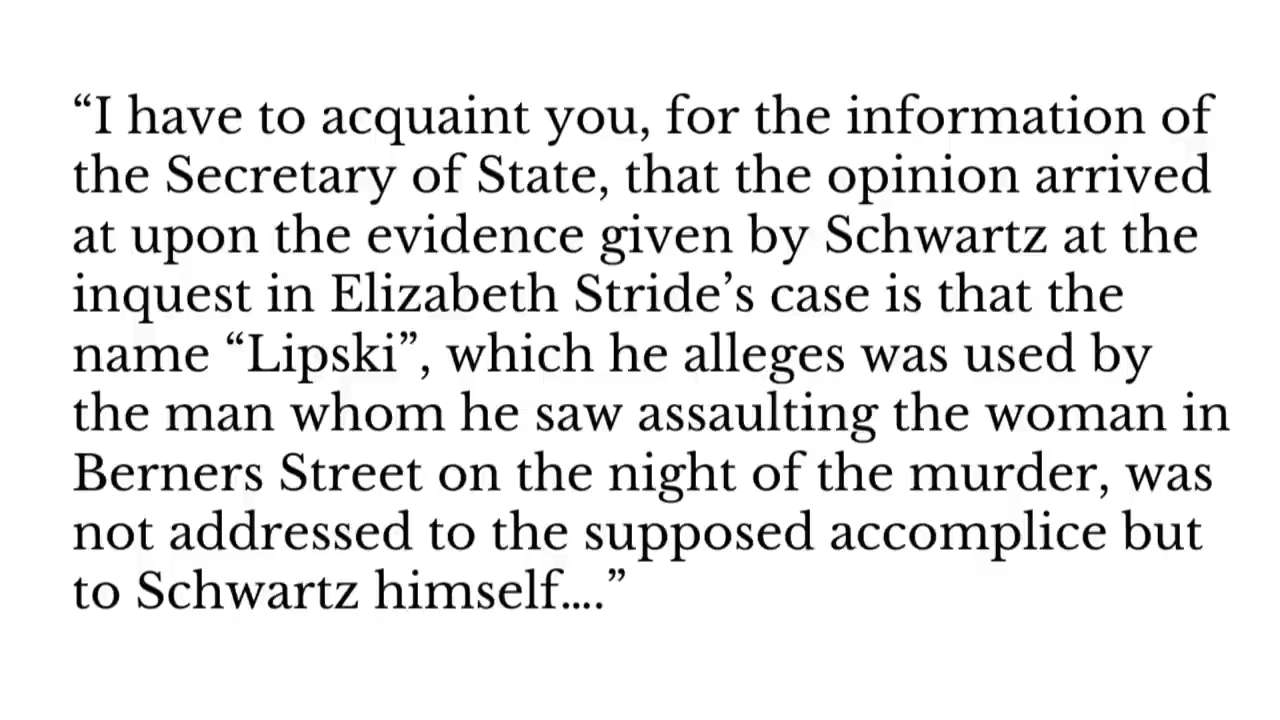 “I have to acquaint you, for the information of
the Secretary of State, that the opinion arrived
at upon the evidence given by Schwartz at the
inquest in Elizabeth Stride’s case is that the
name “Lipski”, which he alleges was used by
the man whom he saw assaulting the woman in
Berners Street on the night of the murder, was
not addressed to the supposed accomplice but
to Schwartz himself....”